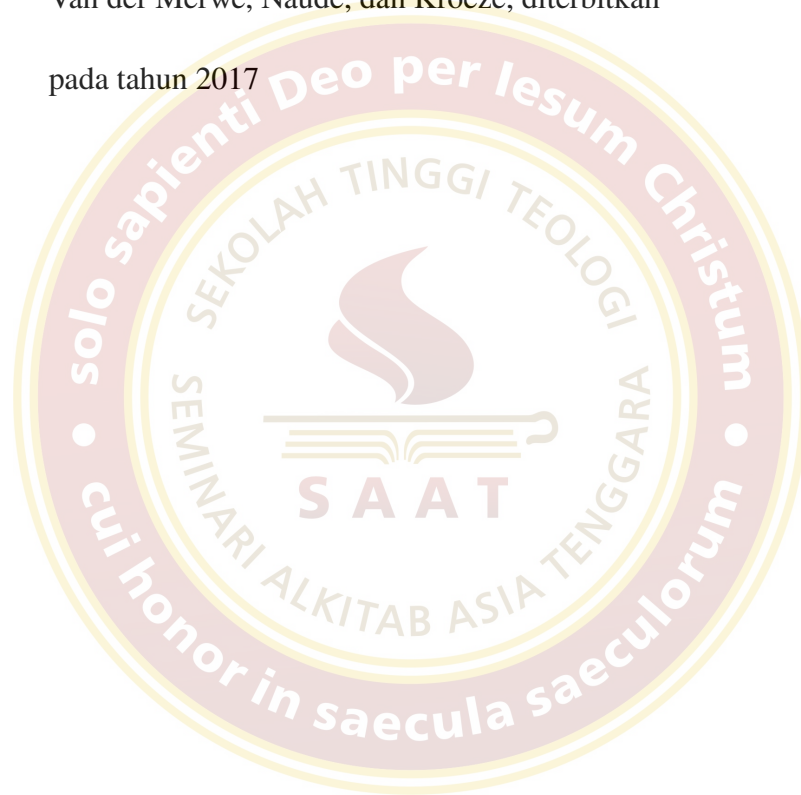 Van der Merwe, Naudé, dan Kroeze, diterbitkan
pada tahun 2017
solo sapienti Deo per Iesum Christum
SEKOLAH TINGGI TEOLOGI
SAAT
SEMINARI ALKITAB ASIA TENGGARA
cui honor in saecula saeculorum